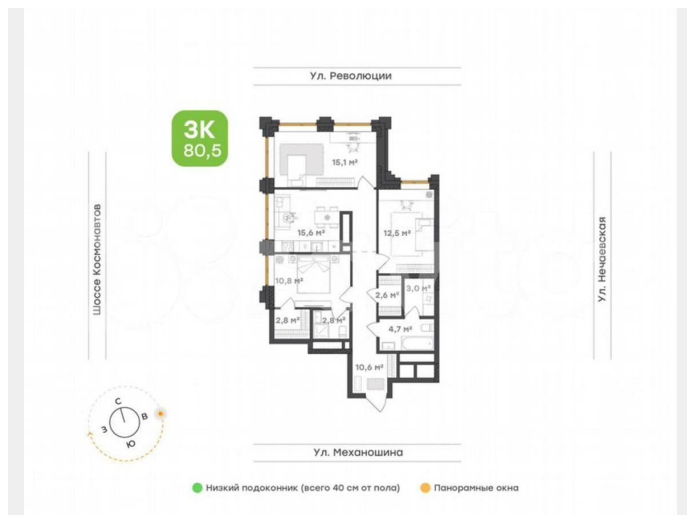 Ул. Революции
3К
80,5
15,1 м²
15,6 м²
12,5 м²
10,8 м²
2,6 м²
3,0 м²
2,8 м²
2,8 м²
4,7 м²
10,6 м²
Шоссе Космонавтов
Ул. Нечаевская
С
В
З
Ю
Ул. Механошина
Низкий подоконник (всего 40 см от пола)
Панорамные окна